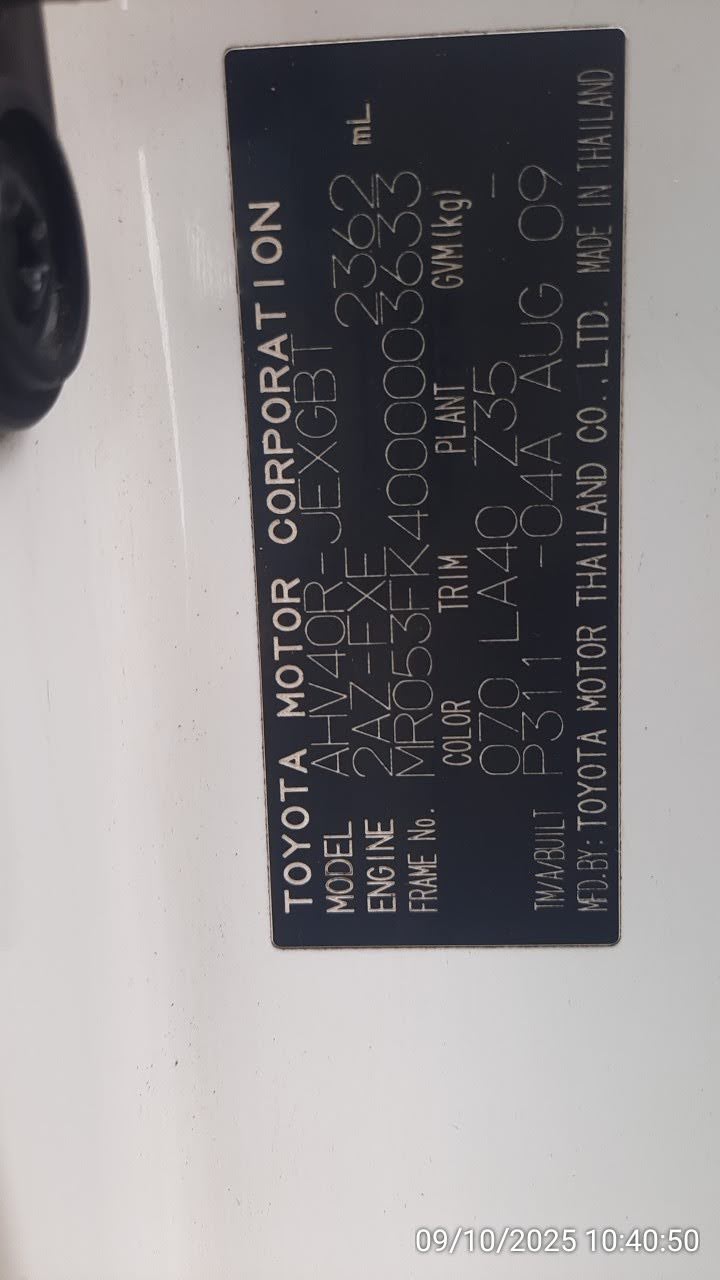 TOYOTA MOTOR CORPORATION
MODEL AHV40R-JEXGBT
ENGINE 2AZ-FXE 2362 mL
FRAME No. MR053FK4000003633
COLOR TRIM PLANT GVM(kg)
070 LA40 Z35 -
TM/A/BUILT P311 -04A AUG 09
MFD.BY:TOYOTA MOTOR THAILAND CO.,LTD. MADE IN THAILAND
09/10/2025 10:40:50